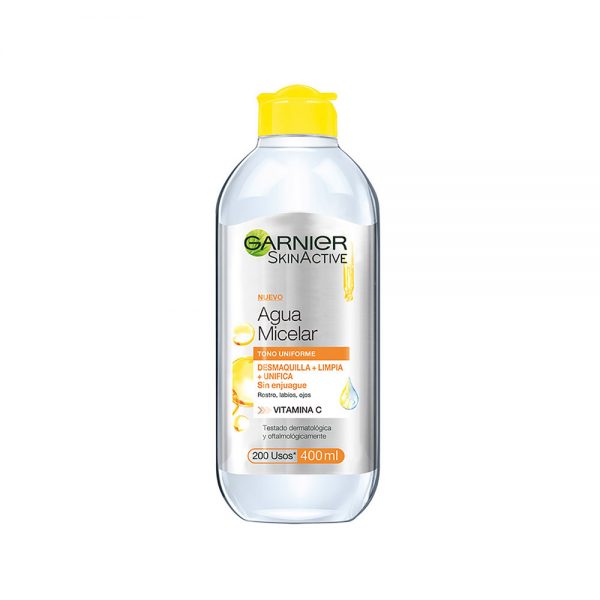 GARNIER
SKINACTIVE
NUEVO
Agua
Micelar
TONO UNIFORME
DESMAQUILLA + LIMPIA
+ UNIFICA
Sin enjuague
Rostro, labios, ojos
VITAMINA C
Testado dermatológica
y oftalmológicamente
200 Usos* 400ml